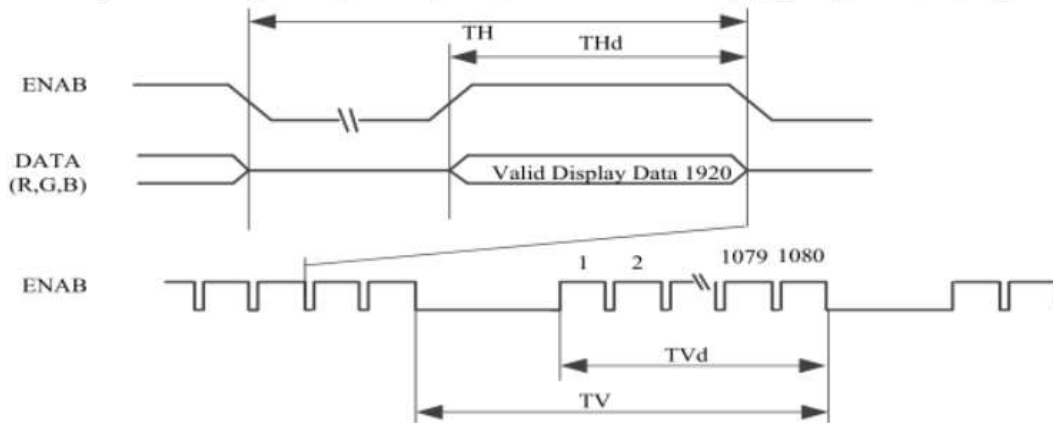 TH
THd
ENAB
DATA
(R,G,B)
Valid Display Data 1920
1 2 1079 1080
ENAB
TVd
TV